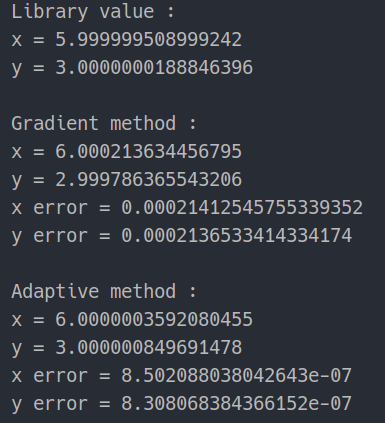 Library value :
x = 5.999999508999242
y = 3.0000000188846396
Gradient method :
x = 6.000213634456795
y = 2.999786365543206
x error = 0.00021412545755339352
y error = 0.0002136533414334174
Adaptive method :
x = 6.0000003592080455
y = 3.000000849691478
x error = 8.502088038042643e-07
y error = 8.308068384366152e-07